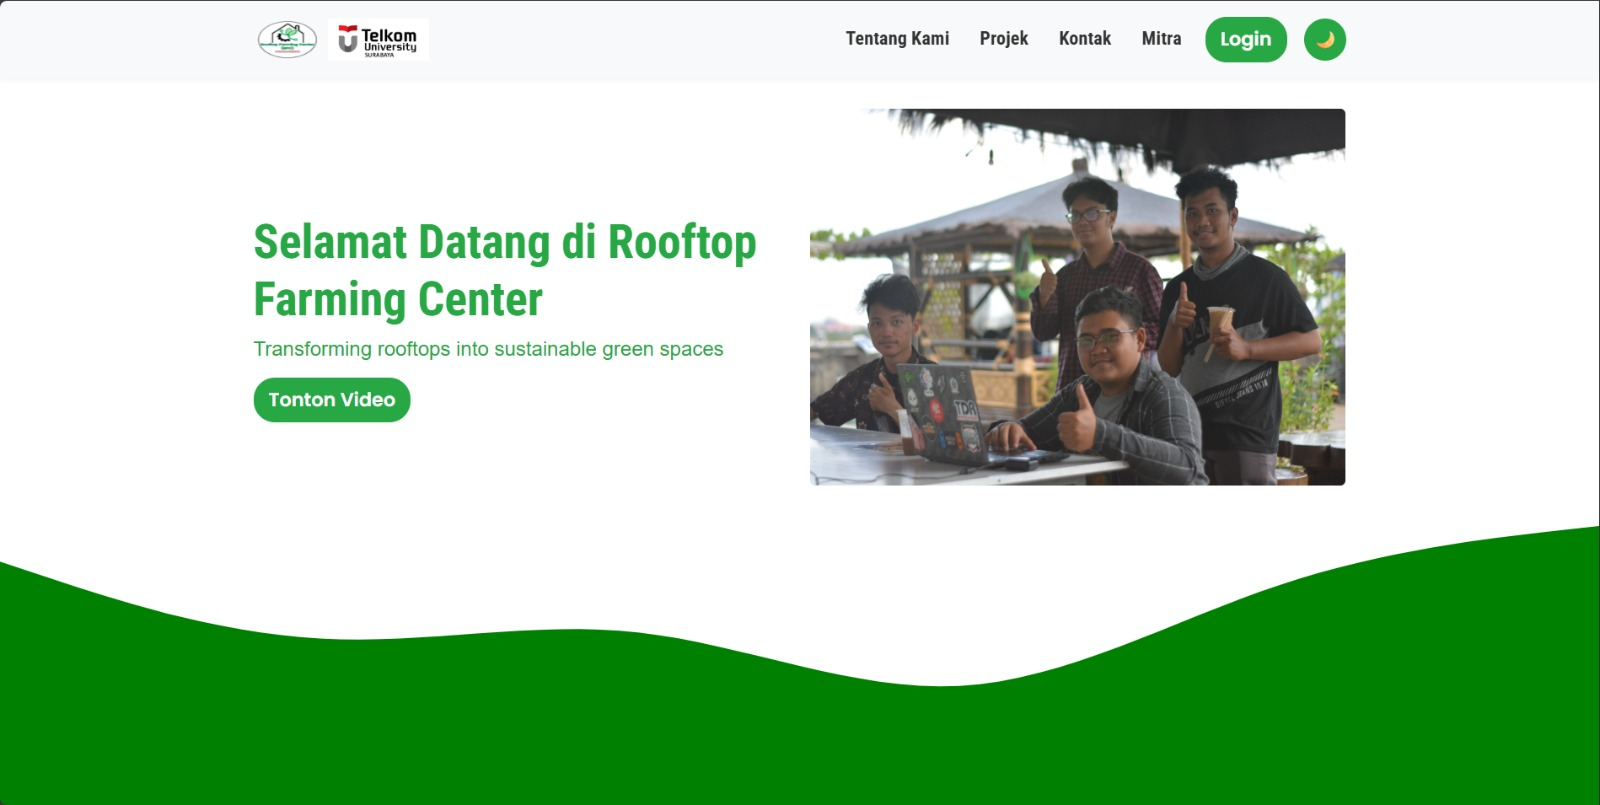 Telkom
University
SURABAYA
Tentang Kami
Projek
Kontak
Mitra
Login
Selamat Datang di Rooftop
Farming Center
Transforming rooftops into sustainable green spaces
Tonton Video
TDR